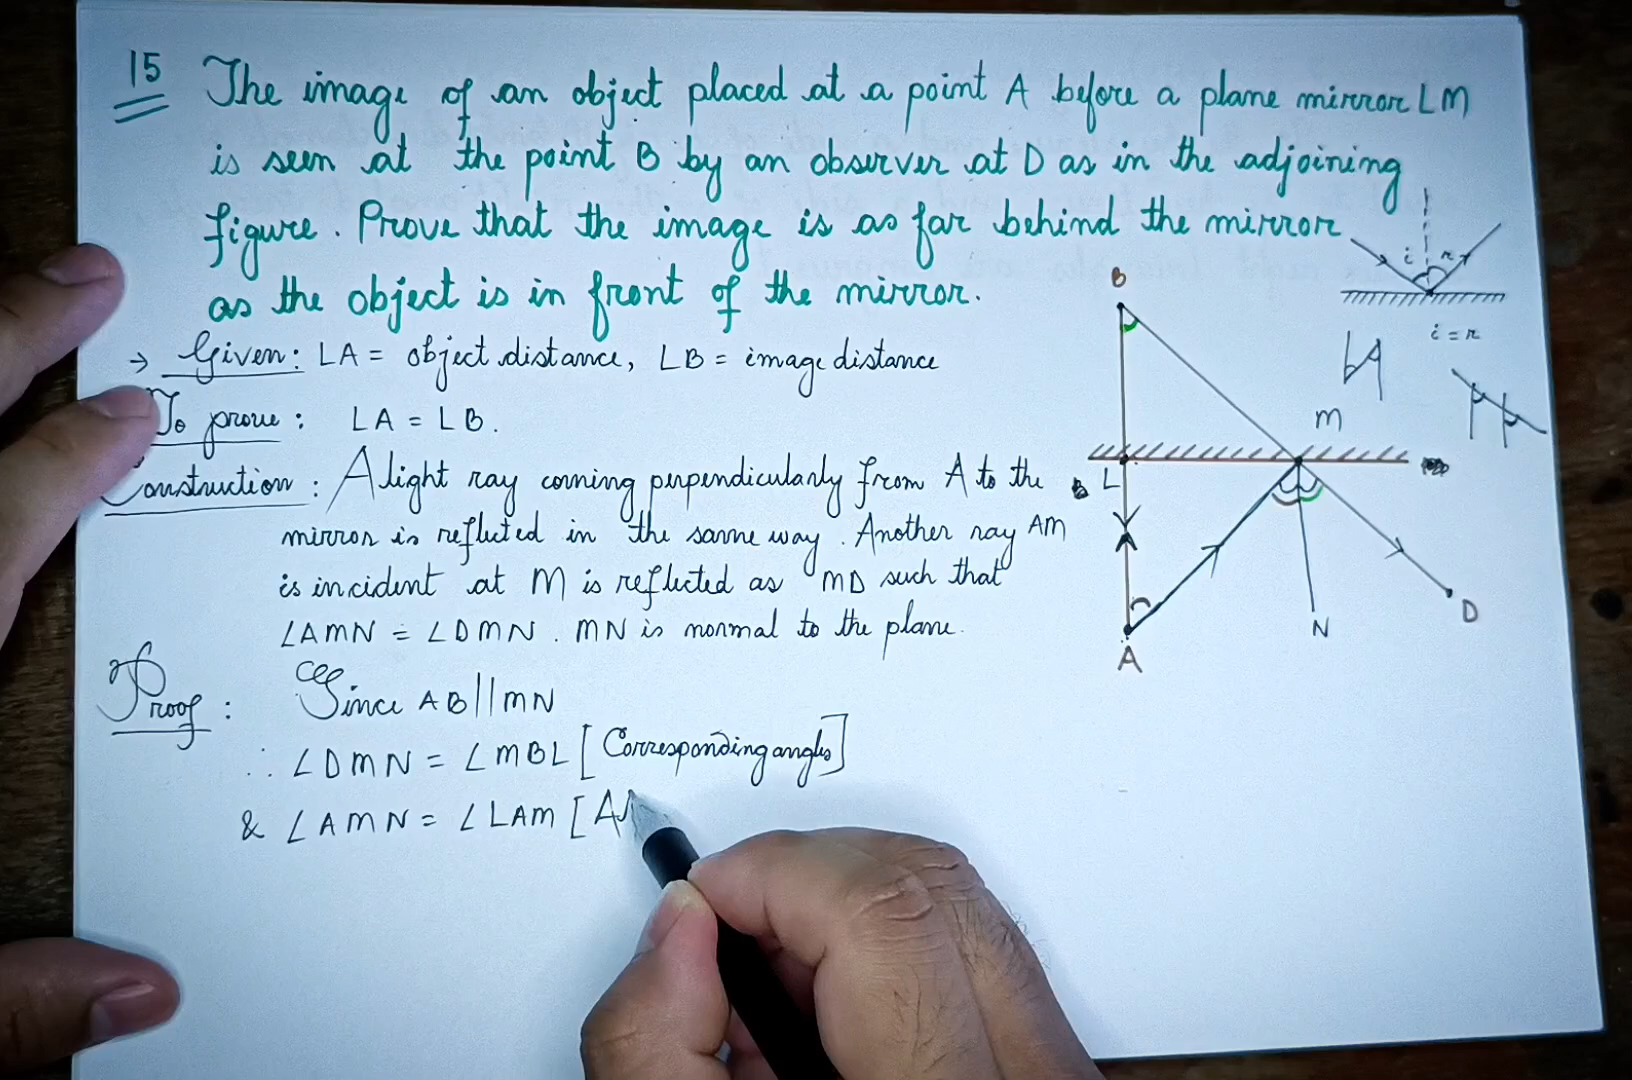 15 The image of an object placed at a point A before a plane mirror LM
is seen at the point B by an observer at D as in the adjoining
figure. Prove that the image is as far behind the mirror
as the object is in front of the mirror.
→ Given: LA = object distance, LB = image distance
To prove: LA = LB.
Construction: A light ray coming perpendicularly from A to the
mirror is reflected in the same way. Another ray AM
is incident at M is reflected as MD such that
∠AMN = ∠DMN. MN is normal to the plane.
Proof: Since AB||MN
∴ ∠DMN = ∠MBL [Corresponding angles]
& ∠AMN = ∠LAM [Al
i r
i = r
B
M
L
N
D
A